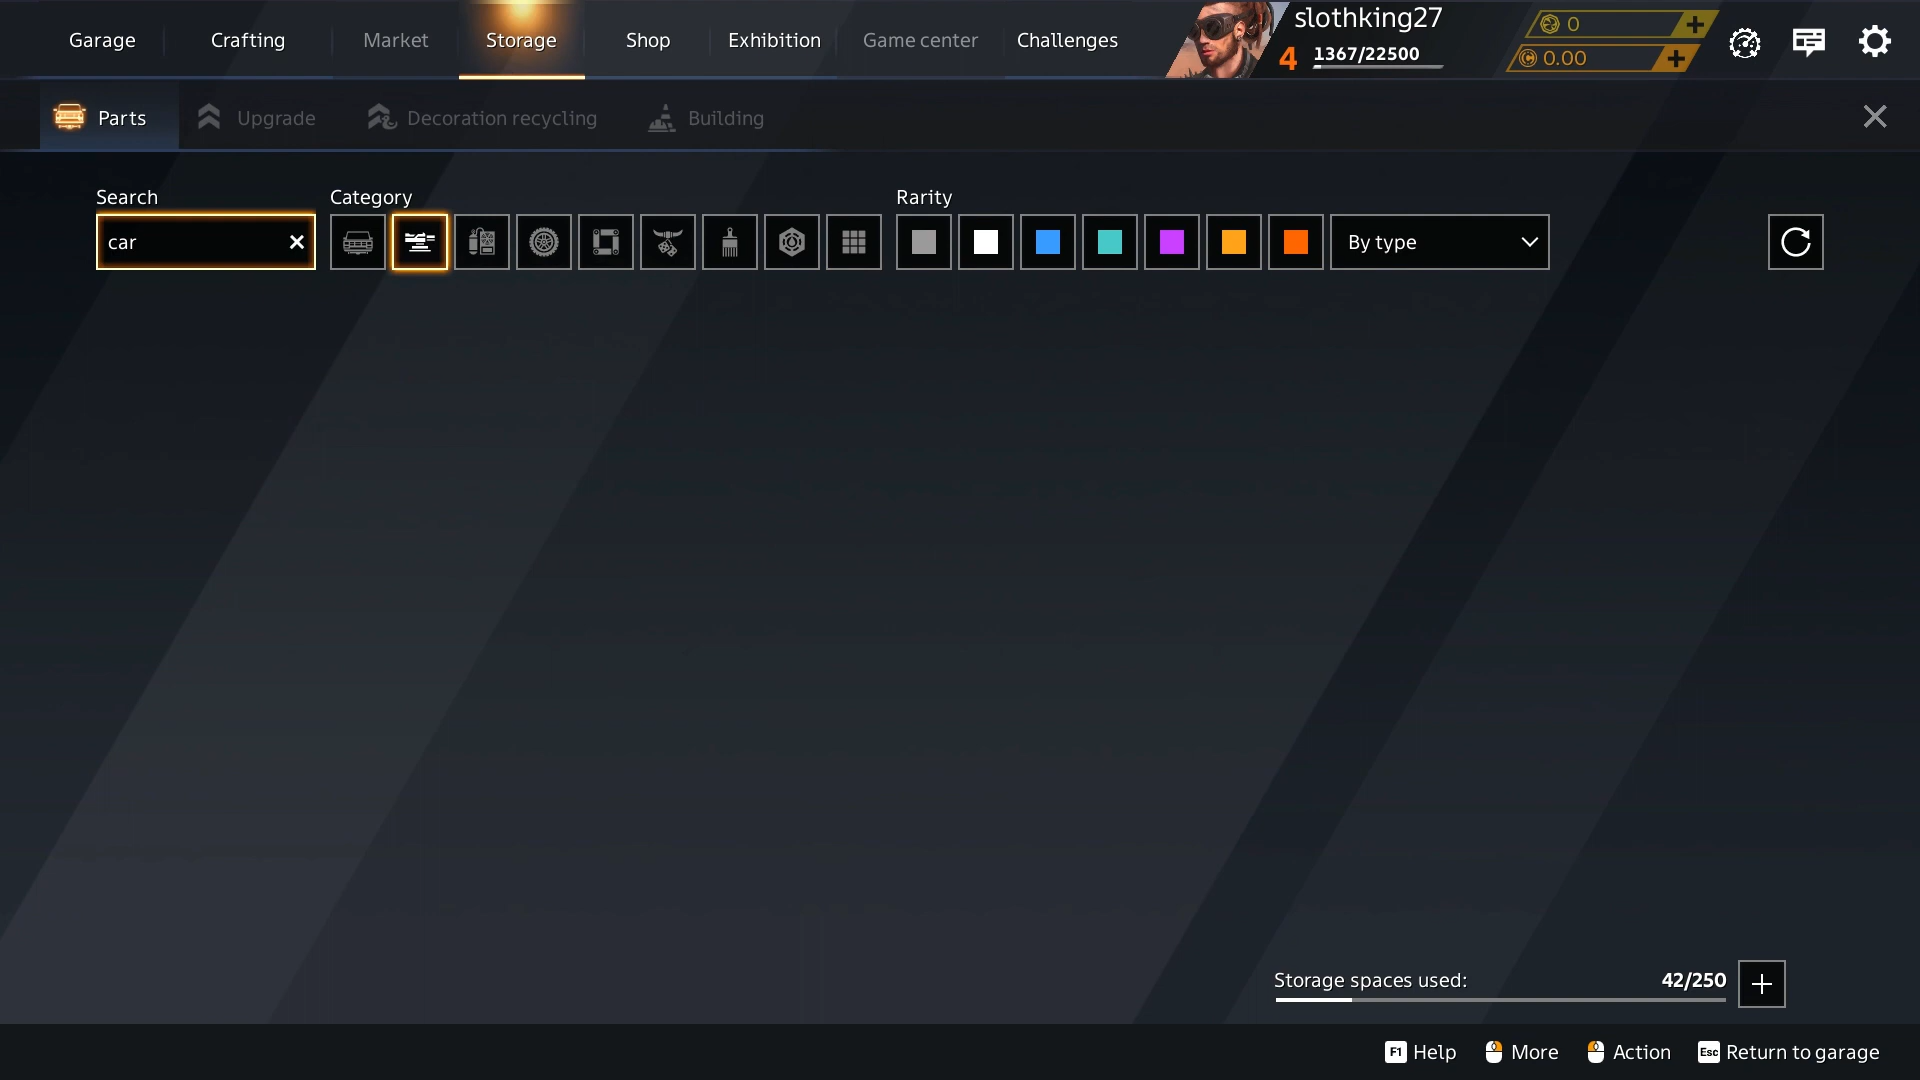 Garage
Crafting
Market
Storage
Shop
Exhibition
Game center
Challenges
slothking27
4
1367/22500
0
0.00
Parts
Upgrade
Decoration recycling
Building
Search
Category
Rarity
car
By type
Storage spaces used:
42/250
F1 Help
More
Action
Esc Return to garage